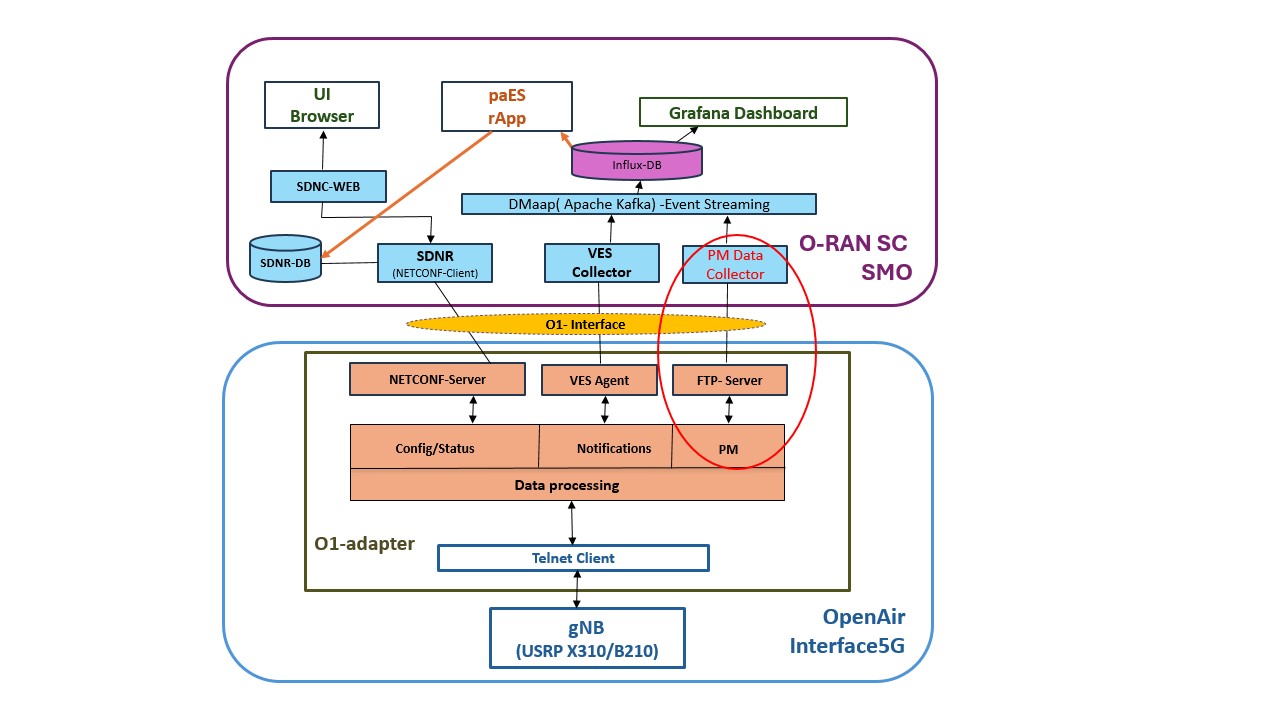 UI
Browser
paES
rApp
Grafana Dashboard
Influx-DB
SDNC-WEB
DMaap( Apache Kafka) -Event Streaming
SDNR-DB
SDNR
(NETCONF-Client)
VES
Collector
PM Data
Collector
O-RAN SC
SMO
O1- Interface
NETCONF-Server
VES Agent
FTP- Server
Config/Status
Notifications
PM
Data processing
O1-adapter
Telnet Client
gNB
(USRP X310/B210)
OpenAir
Interface5G